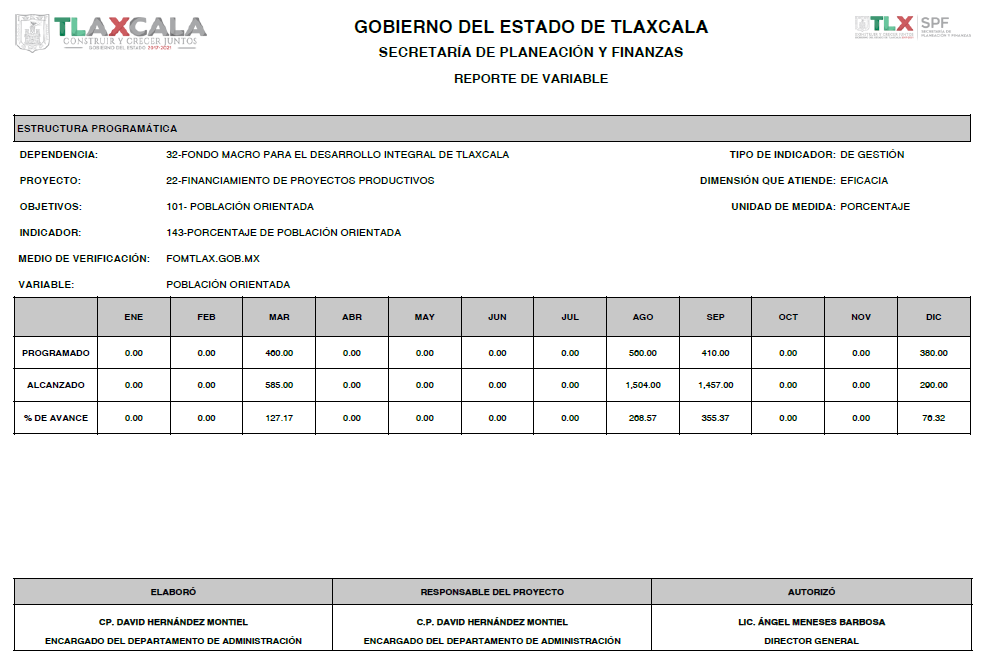 TLAXCALA
CONSTRUIR Y CRECER JUNTOS
GOBIERNO DEL ESTADO 2017-2021
GOBIERNO DEL ESTADO DE TLAXCALA
SECRETARÍA DE PLANEACIÓN Y FINANZAS
REPORTE DE VARIABLE
TLX SPF
ESTRUCTURA PROGRAMÁTICA
DEPENDENCIA: 32-FONDO MACRO PARA EL DESARROLLO INTEGRAL DE TLAXCALA TIPO DE INDICADOR: DE GESTIÓN
PROYECTO: 22-FINANCIAMIENTO DE PROYECTOS PRODUCTIVOS DIMENSIÓN QUE ATIENDE: EFICACIA
OBJETIVOS: 101- POBLACIÓN ORIENTADA UNIDAD DE MEDIDA: PORCENTAJE
INDICADOR: 143-PORCENTAJE DE POBLACIÓN ORIENTADA
MEDIO DE VERIFICACIÓN: FOMTLAX.GOB.MX
VARIABLE: POBLACIÓN ORIENTADA
ENE FEB MAR ABR MAY JUN JUL AGO SEP OCT NOV DIC
PROGRAMADO 0.00 0.00 460.00 0.00 0.00 0.00 0.00 560.00 410.00 0.00 0.00 380.00
ALCANZADO 0.00 0.00 585.00 0.00 0.00 0.00 0.00 1,504.00 1,457.00 0.00 0.00 290.00
% DE AVANCE 0.00 0.00 127.17 0.00 0.00 0.00 0.00 268.57 355.37 0.00 0.00 76.32
ELABORÓ RESPONSABLE DEL PROYECTO AUTORIZÓ
CP. DAVID HERNÁNDEZ MONTIEL C.P. DAVID HERNÁNDEZ MONTIEL LIC. ÁNGEL MENESES BARBOSA
ENCARGADO DEL DEPARTAMENTO DE ADMINISTRACIÓN ENCARGADO DEL DEPARTAMENTO DE ADMINISTRACIÓN DIRECTOR GENERAL